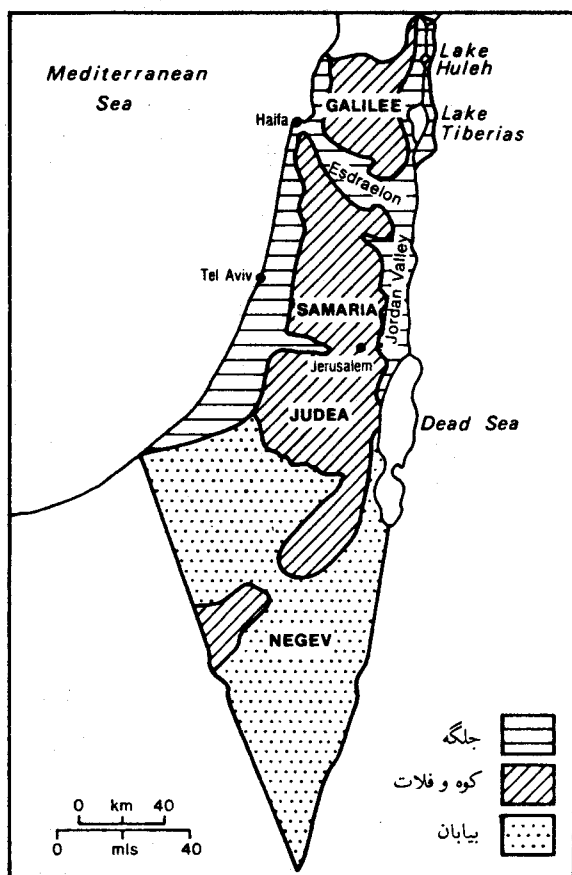 Mediterranean
Sea
Lake
Huleh
GALILEE
Haifa
Lake
Tiberias
Esdraelon
Tel Aviv
Jordan Valley
SAMARIA
Jerusalem
JUDEA
Dead Sea
NEGEV
جلگه
کوه و فلات
بیابان
0 km 40
0 mls 40